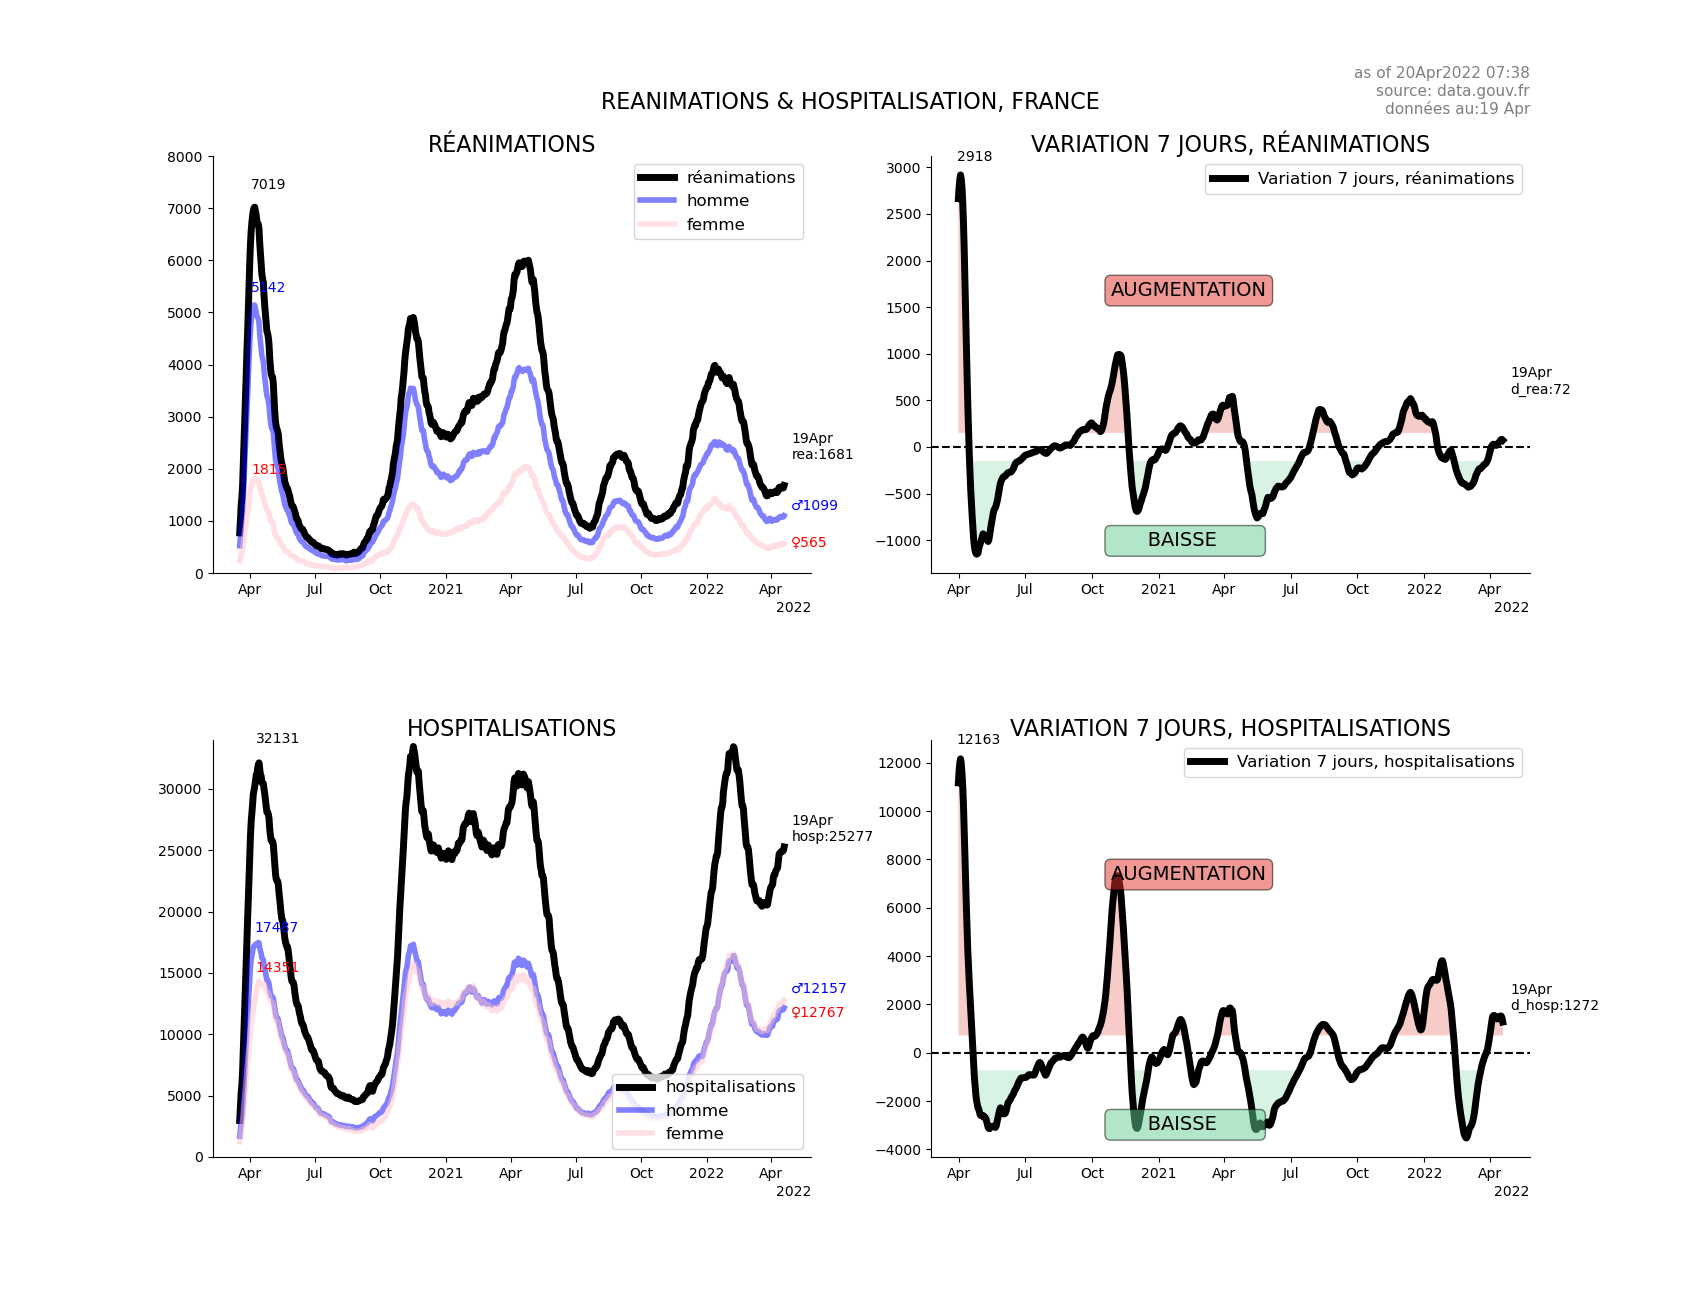 as of 20Apr2022 07:38
source: data.gouv.fr
données au:19 Apr
REANIMATIONS & HOSPITALISATION, FRANCE
RÉANIMATIONS
8000
7000
6000
5000
4000
3000
2000
1000
0
7019
5142
1815
réanimations
homme
femme
19Apr
rea:1681
♂1099
♀565
Apr Jul Oct 2021 Apr Jul Oct 2022 Apr
2022
VARIATION 7 JOURS, RÉANIMATIONS
3000
2500
2000
1500
1000
500
0
−500
−1000
2918
Variation 7 jours, réanimations
AUGMENTATION
BAISSE
19Apr
d_rea:72
Apr Jul Oct 2021 Apr Jul Oct 2022 Apr
2022
HOSPITALISATIONS
30000
25000
20000
15000
10000
5000
0
32131
17487
14351
19Apr
hosp:25277
♂12157
♀12767
hospitalisations
homme
femme
Apr Jul Oct 2021 Apr Jul Oct 2022 Apr
2022
VARIATION 7 JOURS, HOSPITALISATIONS
12000
10000
8000
6000
4000
2000
0
−2000
−4000
12163
Variation 7 jours, hospitalisations
AUGMENTATION
BAISSE
19Apr
d_hosp:1272
Apr Jul Oct 2021 Apr Jul Oct 2022 Apr
2022